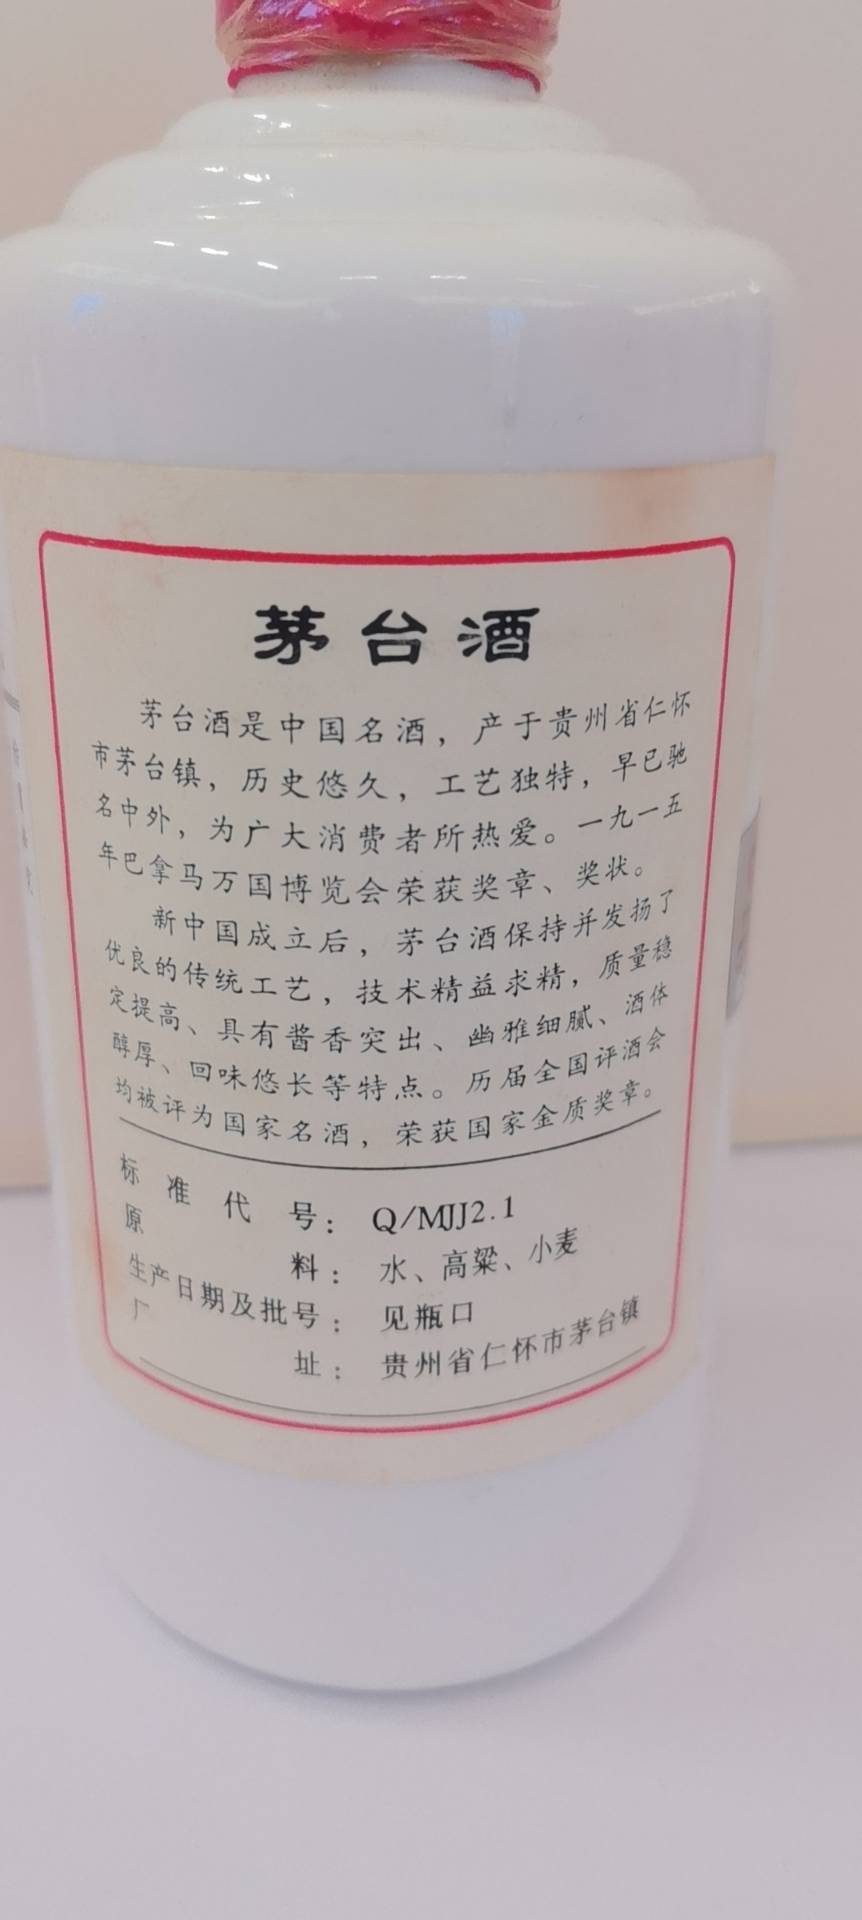 茅台酒
茅台酒是中国名酒，产于贵州省仁怀
市茅台镇，历史悠久，工艺独特，早已驰
名中外，为广大消费者所热爱。一九一五
年巴拿马万国博览会荣获奖章、奖状。
新中国成立后，茅台酒保持并发扬了
优良的传统工艺，技术精益求精，质量稳
定提高、具有酱香突出、幽雅细腻、酒体
醇厚、回味悠长等特点。历届全国评酒会
均被评为国家名酒，荣获国家金质奖章。
标准代号：Q/MJJ2.1
原料：水、高粱、小麦
生产日期及批号：见瓶口
厂址：贵州省仁怀市茅台镇